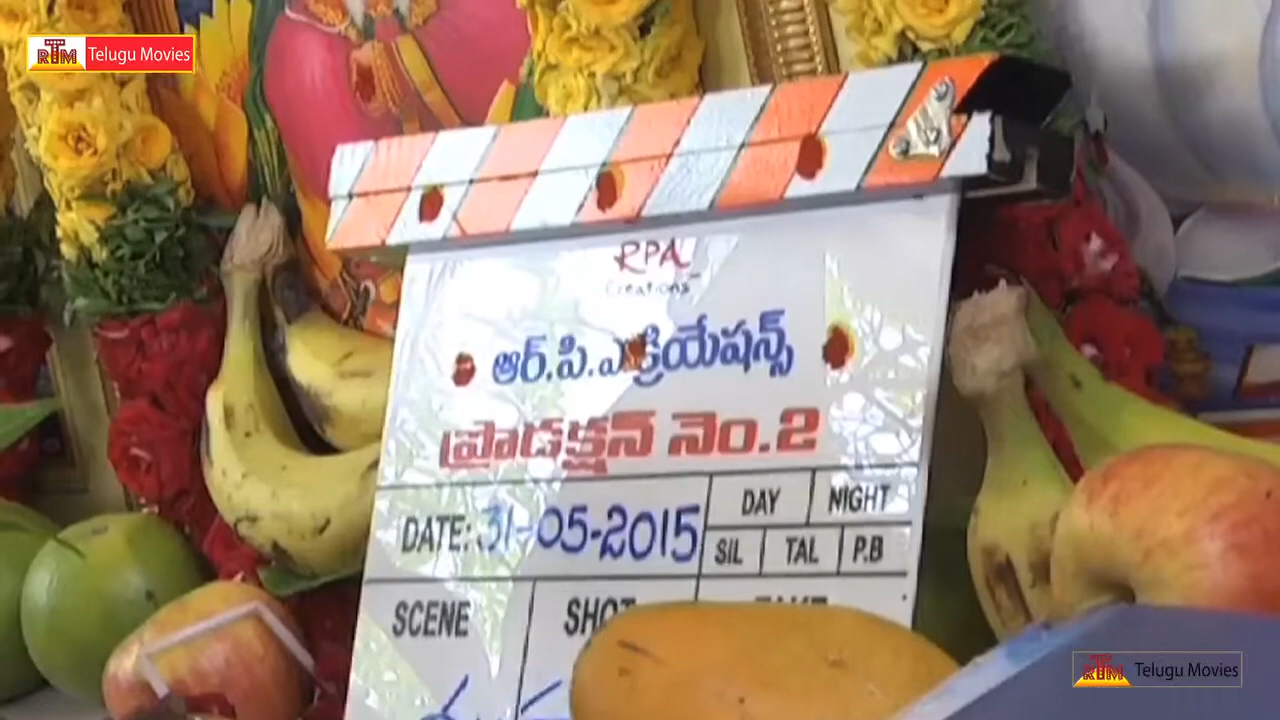 RTM Telugu Movies
RPA
Creations
ఆర్.పి.ఎ క్రియేషన్స్
ప్రొడక్షన్ నెం.2
DATE: 31-05-2015
DAY
NIGHT
SIL
TAL
P.B
SCENE
SHOT
TAKE
RTM Telugu Movies